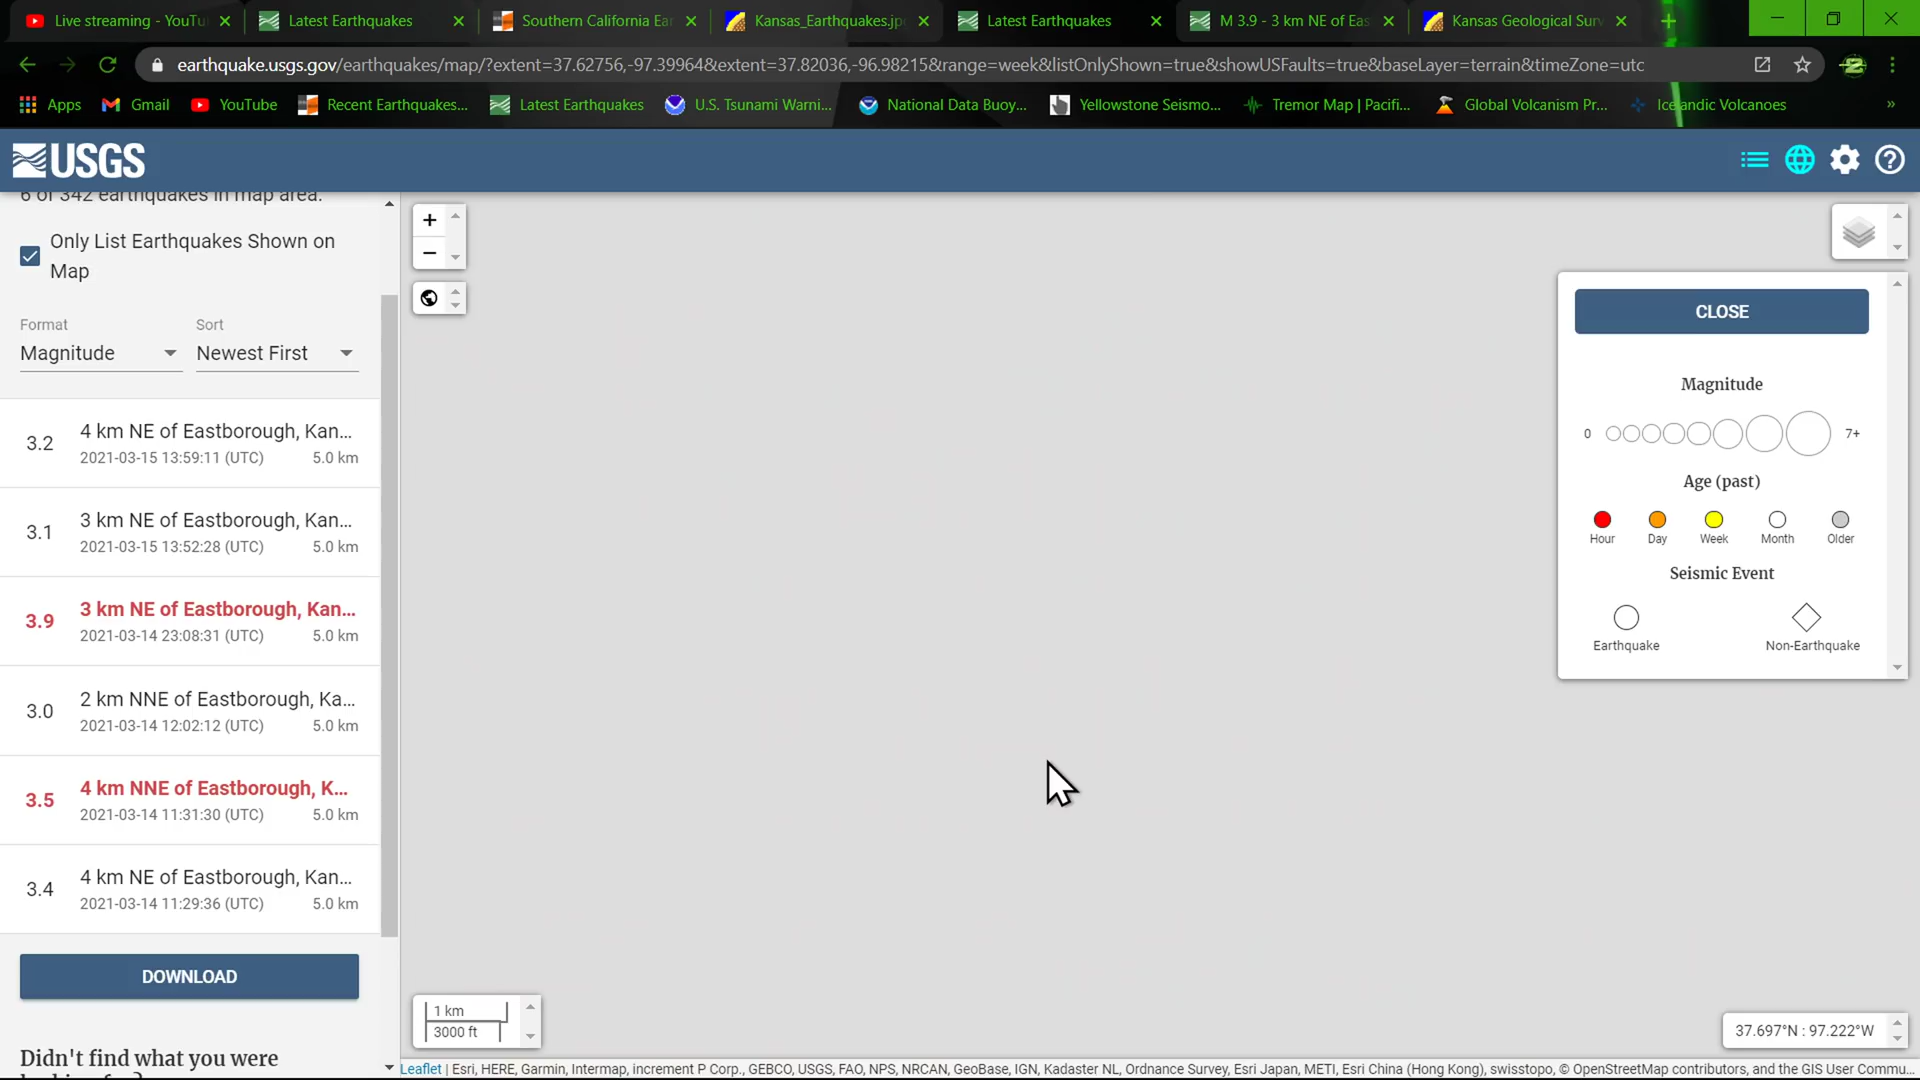 Live streaming - YouTu
Latest Earthquakes
Southern California Ea
Kansas_Earthquakes.jp
Latest Earthquakes
M 3.9 - 3 km NE of Eas
Kansas Geological Surv
earthquake.usgs.gov/earthquakes/map/?extent=37.62756,-97.39964&extent=37.82036,-96.98215&range=week&listOnlyShown=true&showUSFaults=true&baseLayer=terrain&timeZone=utc
Apps
Gmail
YouTube
Recent Earthquakes...
Latest Earthquakes
U.S. Tsunami Warni...
National Data Buoy...
Yellowstone Seismo...
Tremor Map | Pacifi...
Global Volcanism Pr...
Icelandic Volcanoes
USGS
6 of 342 earthquakes in map area.
Only List Earthquakes Shown on
Map
Format
Sort
Magnitude
Newest First
3.2
4 km NE of Eastborough, Kan...
2021-03-15 13:59:11 (UTC)
5.0 km
3.1
3 km NE of Eastborough, Kan...
2021-03-15 13:52:28 (UTC)
5.0 km
3.9
3 km NE of Eastborough, Kan...
2021-03-14 23:08:31 (UTC)
5.0 km
3.0
2 km NNE of Eastborough, Ka...
2021-03-14 12:02:12 (UTC)
5.0 km
3.5
4 km NNE of Eastborough, K...
2021-03-14 11:31:30 (UTC)
5.0 km
3.4
4 km NE of Eastborough, Kan...
2021-03-14 11:29:36 (UTC)
5.0 km
DOWNLOAD
Didn't find what you were
CLOSE
Magnitude
0
7+
Age (past)
Hour
Day
Week
Month
Older
Seismic Event
Earthquake
Non-Earthquake
1 km
3000 ft
37.697°N : 97.222°W
Leaflet | Esri, HERE, Garmin, Intermap, increment P Corp., GEBCO, USGS, FAO, NPS, NRCAN, GeoBase, IGN, Kadaster NL, Ordnance Survey, Esri Japan, METI, Esri China (Hong Kong), swisstopo, © OpenStreetMap contributors, and the GIS User Commu...